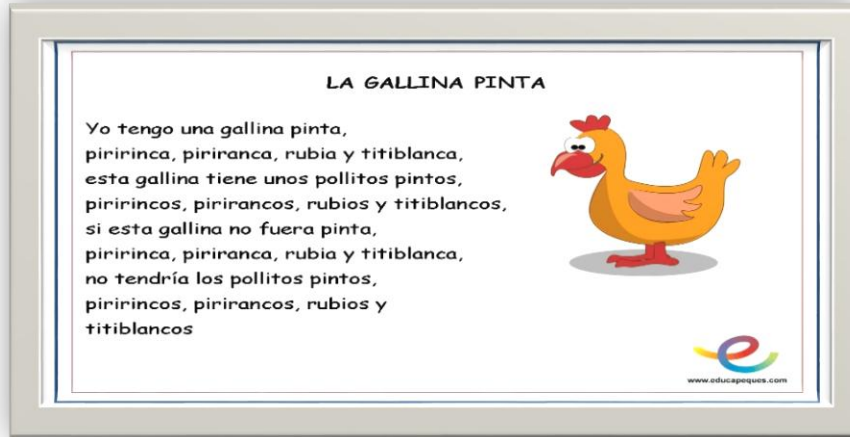 LA GALLINA PINTA
Yo tengo una gallina pinta,
piririnca, piriranca, rubia y titiblanca,
esta gallina tiene unos pollitos pintos,
piririncos, pirirancos, rubios y titiblancos,
si esta gallina no fuera pinta,
piririnca, piriranca, rubia y titiblanca,
no tendría los pollitos pintos,
piririncos, pirirancos, rubios y
titiblancos
www.educapeques.com